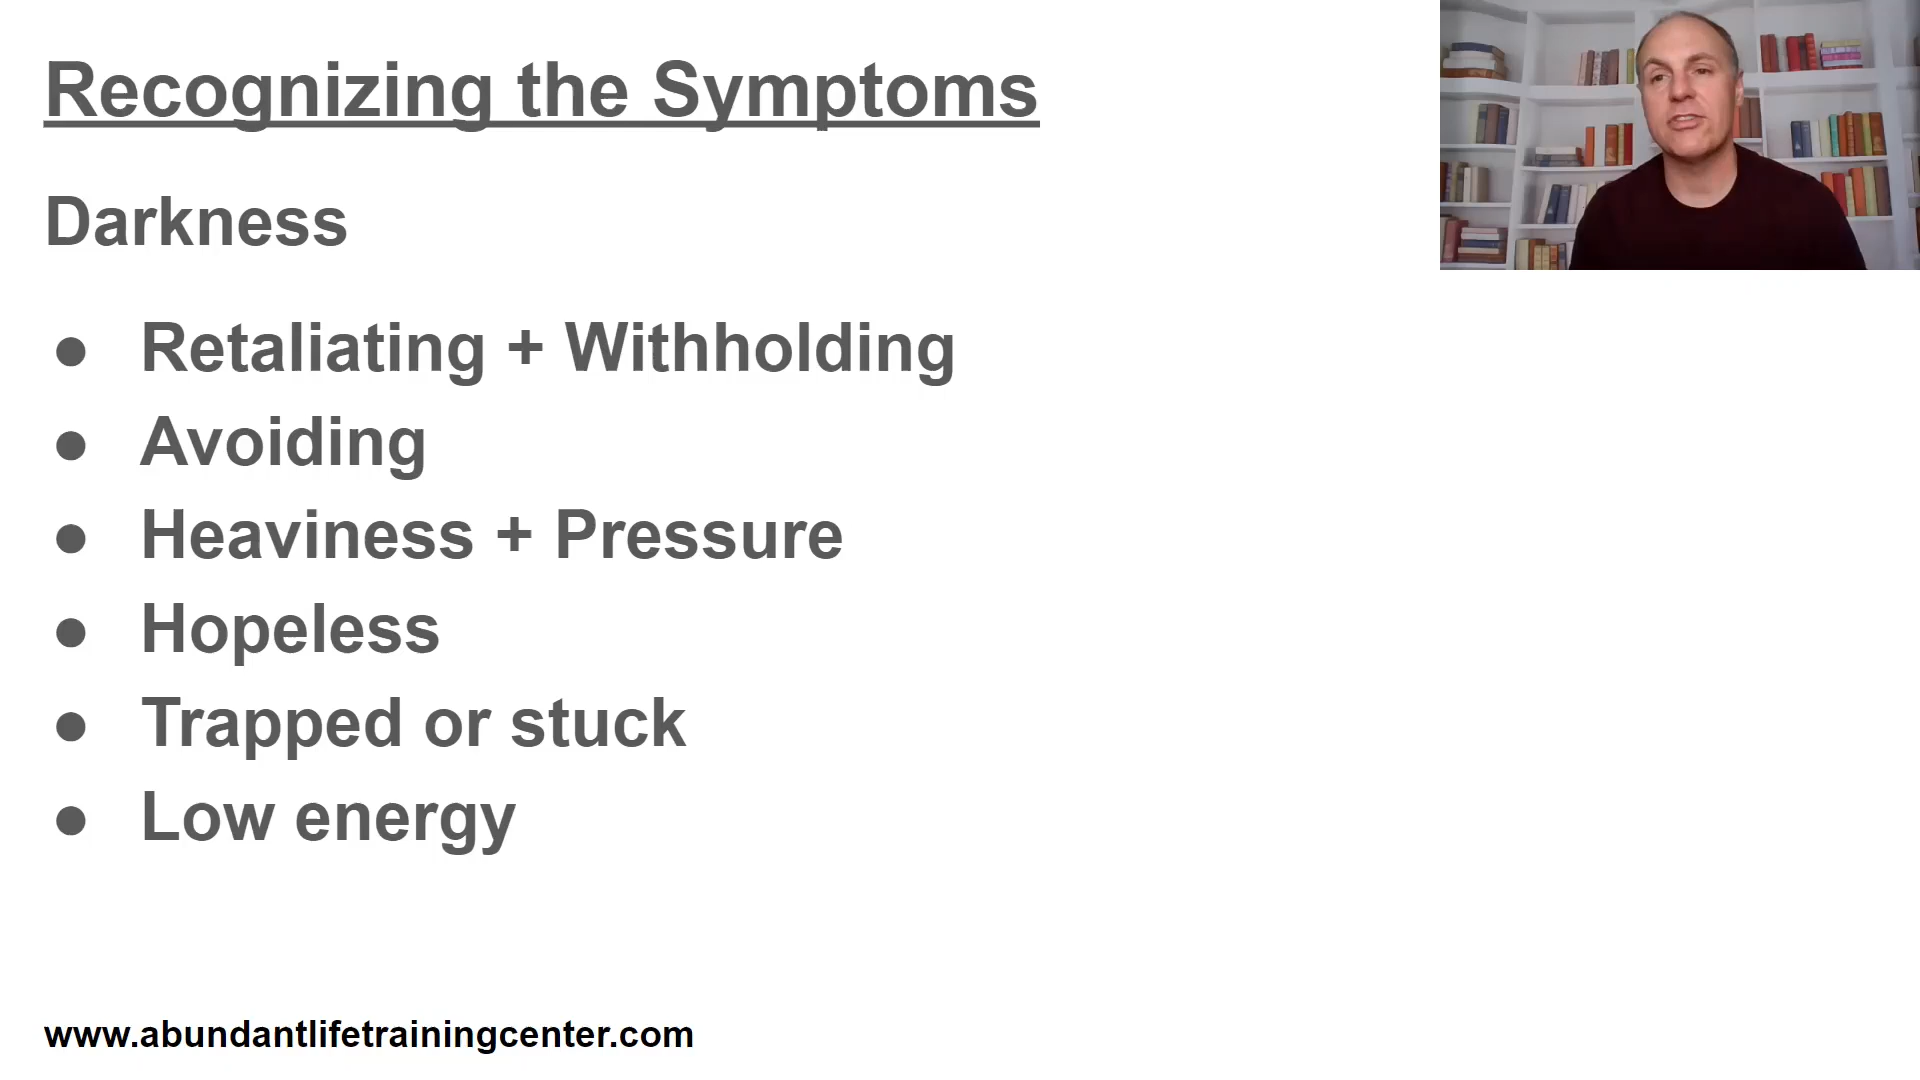 Recognizing the Symptoms
Darkness
● Retaliating + Withholding
● Avoiding
● Heaviness + Pressure
● Hopeless
● Trapped or stuck
● Low energy
www.abundantlifetrainingcenter.com